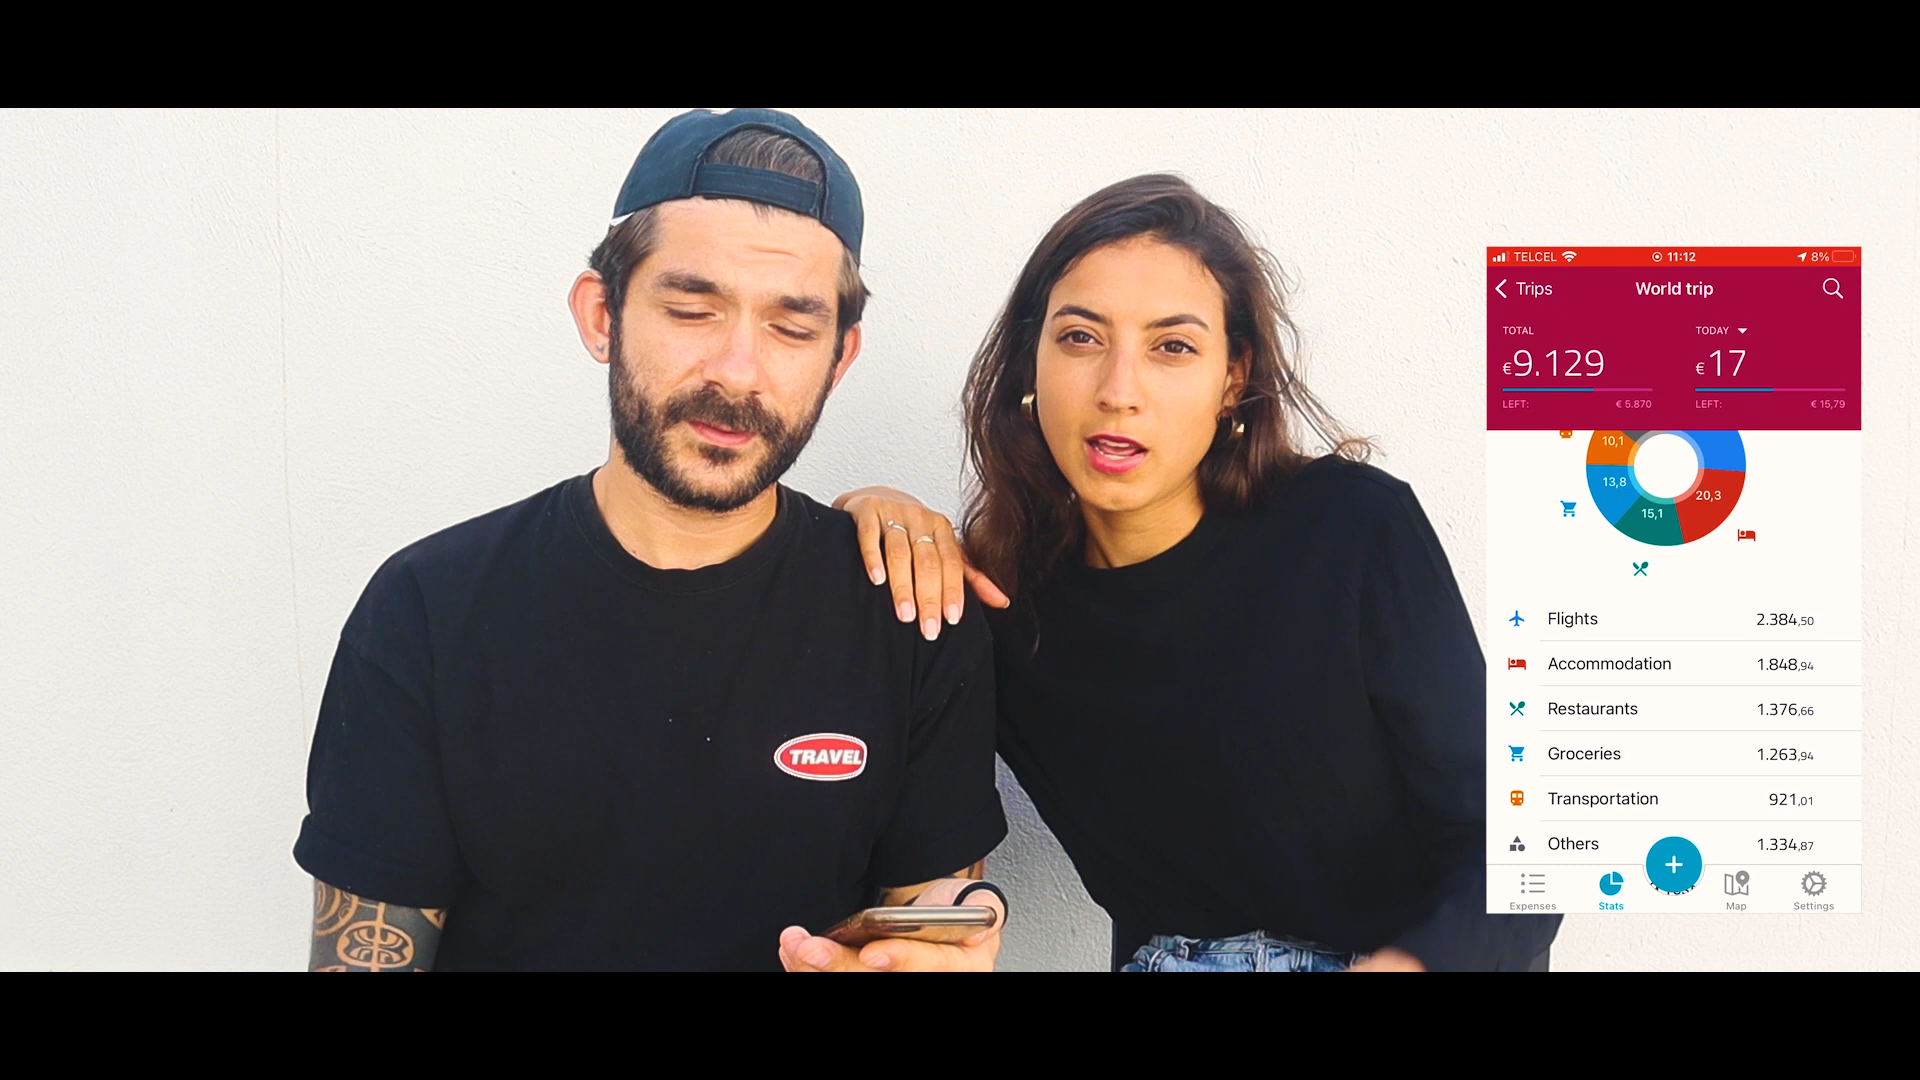 TRAVEL
TELCEL 11:12 8%
Trips World trip
TOTAL TODAY
€9.129 €17
LEFT: € 5.870 LEFT: € 15,79
10,1
13,8
20,3
15,1
Flights 2.384,50
Accommodation 1.848,94
Restaurants 1.376,66
Groceries 1.263,94
Transportation 921,01
Others 1.334,87
Expenses Stats Map Settings